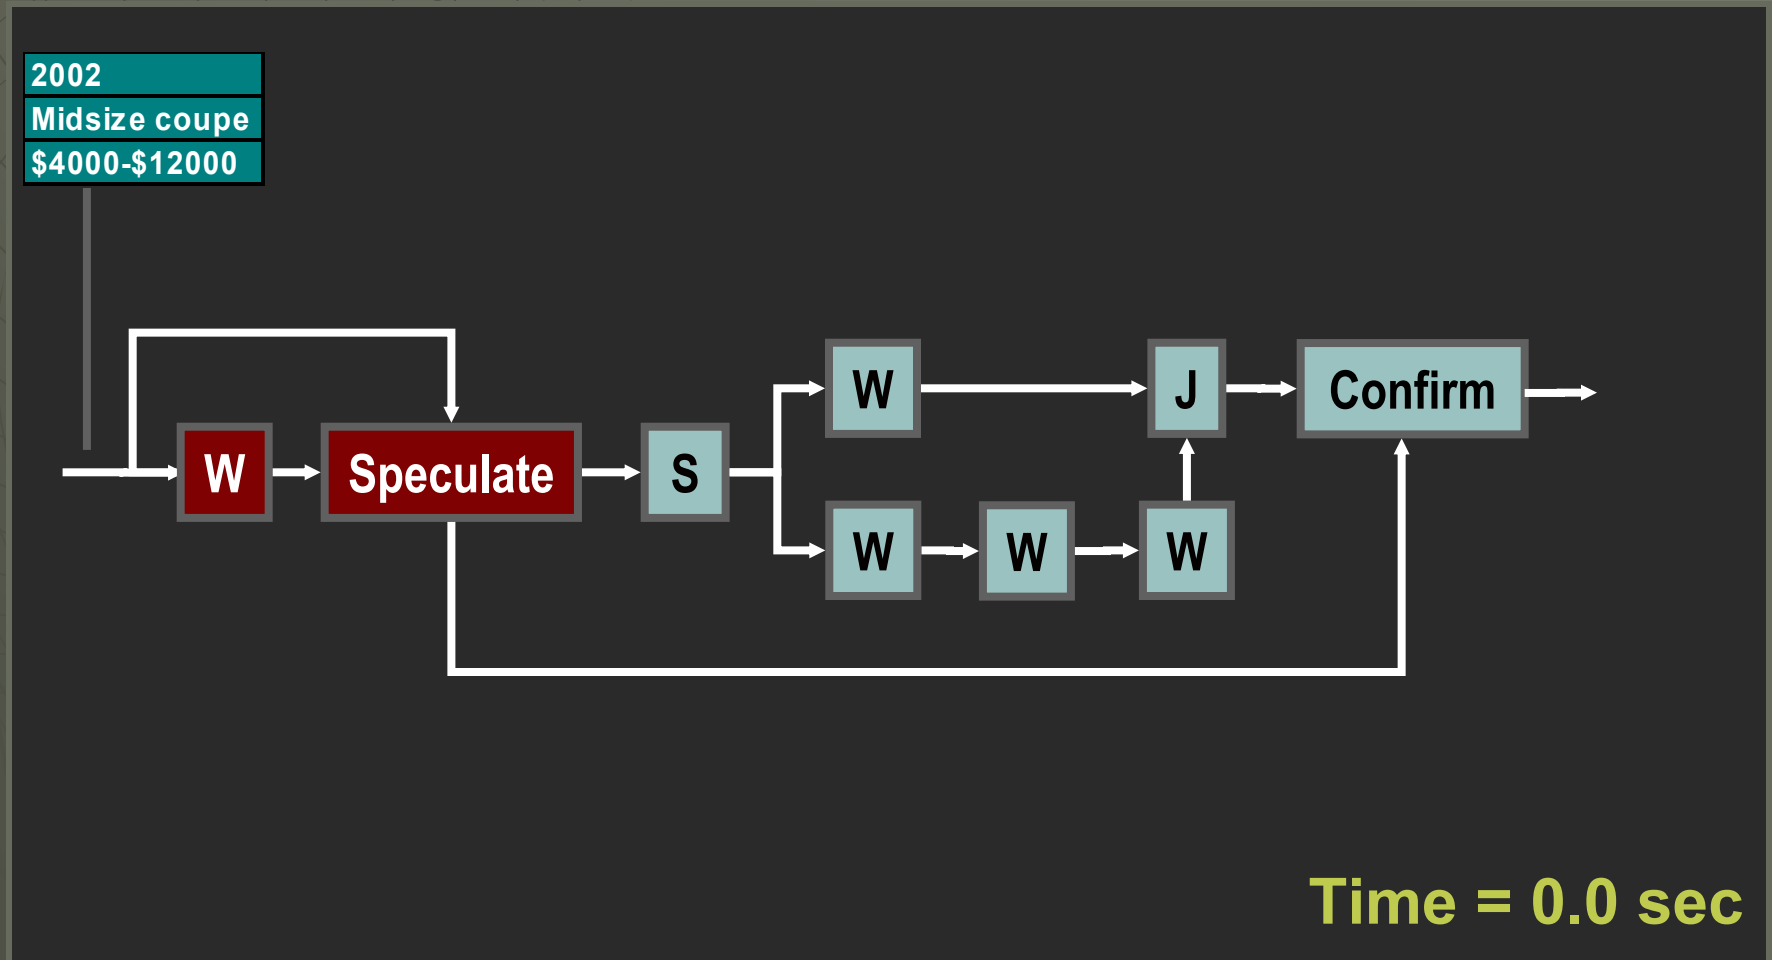 2002
Midsize coupe
$4000-$12000
W
J
Confirm
W
Speculate
S
W
W
W
Time = 0.0 sec